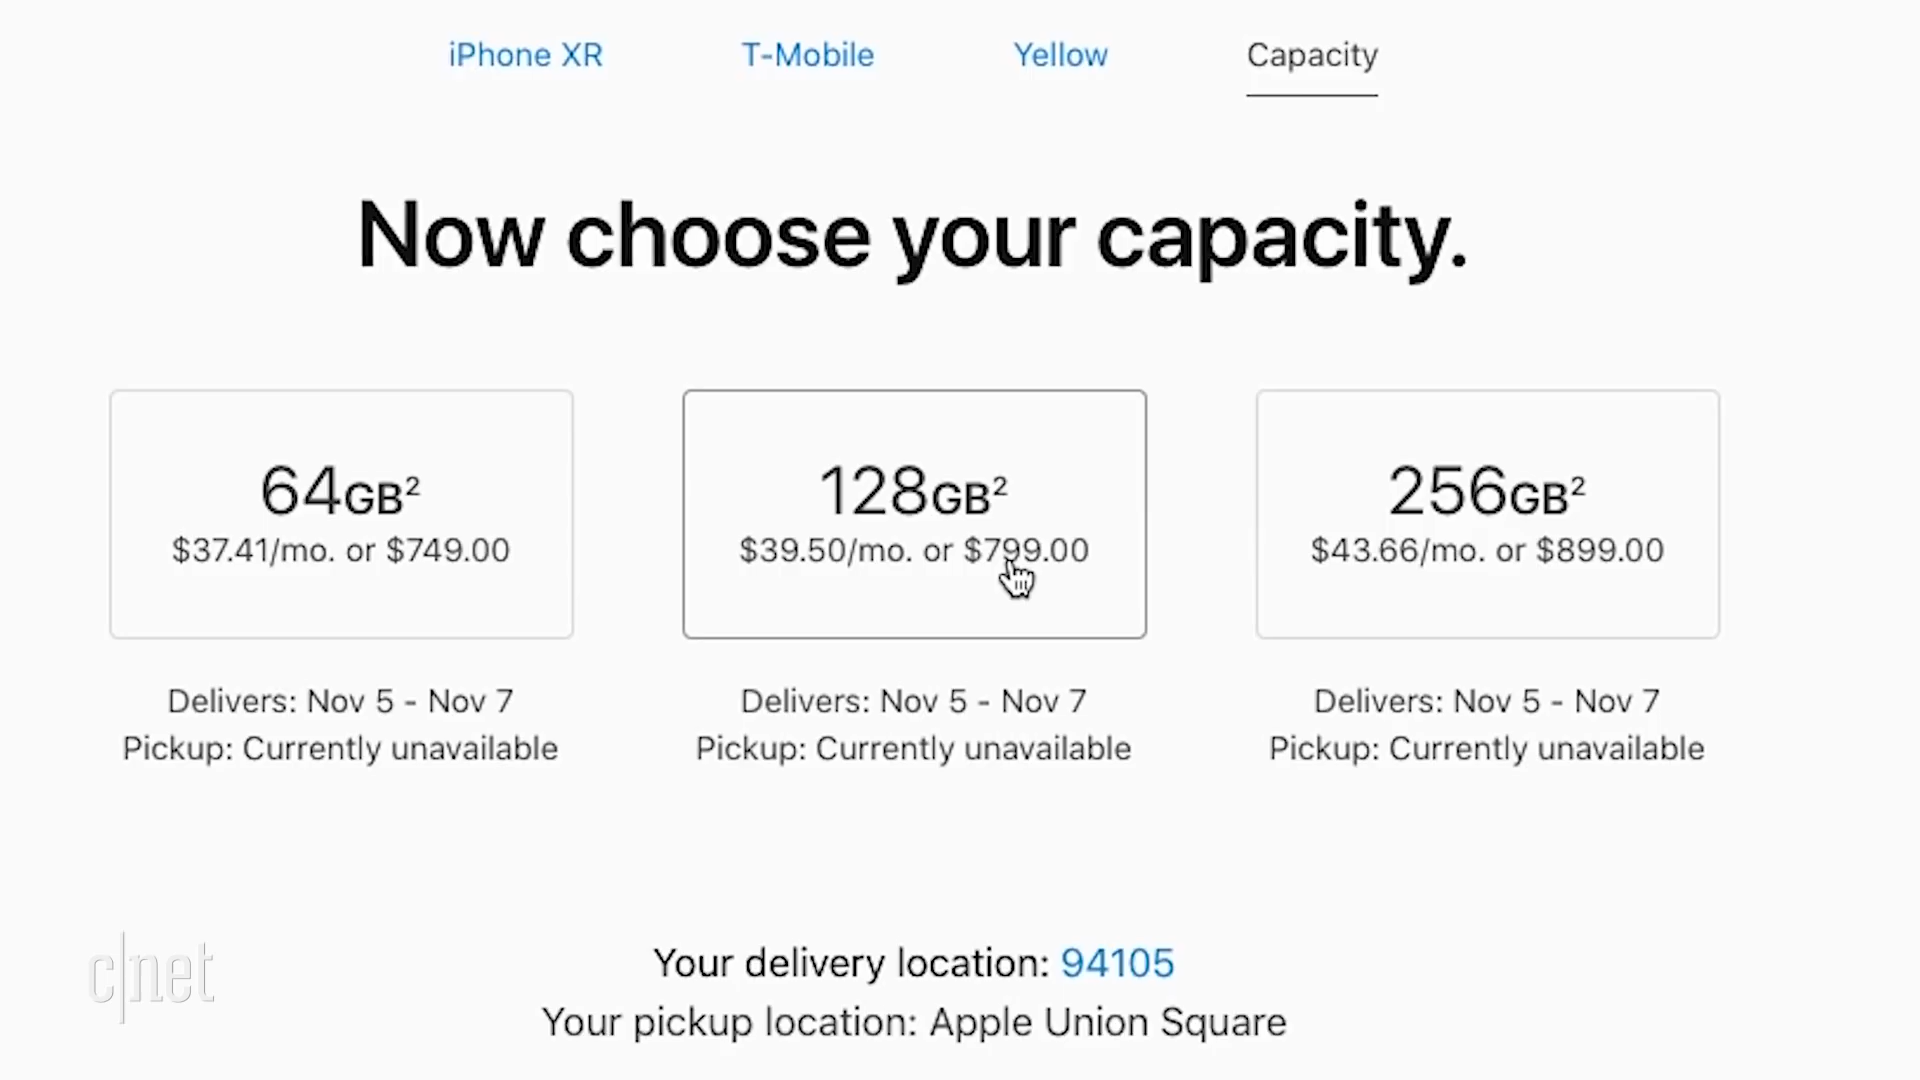 iPhone XR T-Mobile Yellow Capacity
Now choose your capacity.
64GB² 128GB² 256GB²
$37.41/mo. or $749.00 $39.50/mo. or $799.00 $43.66/mo. or $899.00
Delivers: Nov 5 - Nov 7 Delivers: Nov 5 - Nov 7 Delivers: Nov 5 - Nov 7
Pickup: Currently unavailable Pickup: Currently unavailable Pickup: Currently unavailable
Your delivery location: 94105
Your pickup location: Apple Union Square
c|net